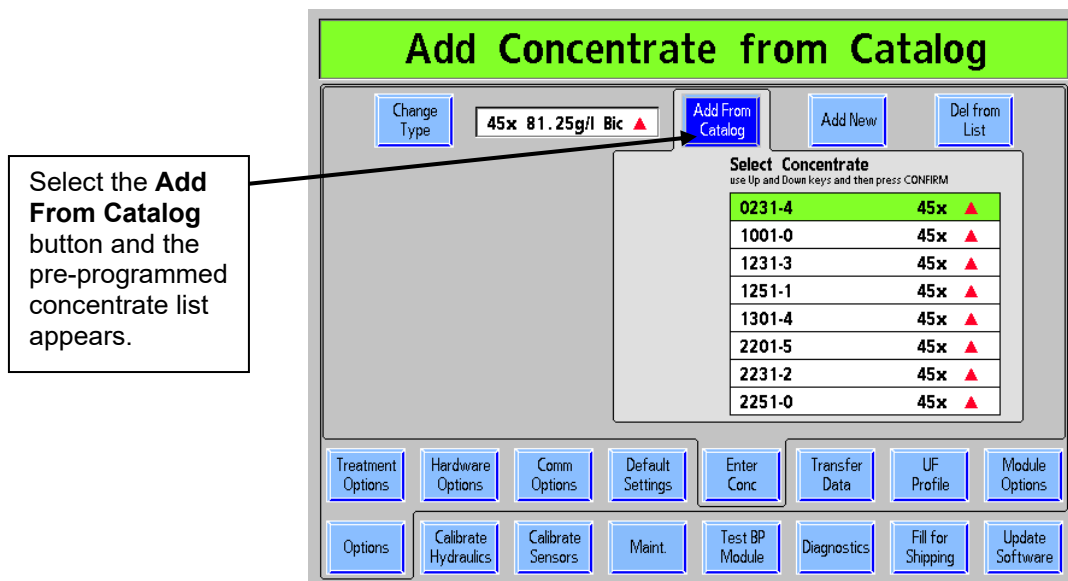 Add Concentrate from Catalog
Change
Type
45x 81.25g/l Bic ▲
Add From
Catalog
Add New
Del from
List
Select the Add
From Catalog
button and the
pre-programmed
concentrate list
appears.
Select Concentrate
use Up and Down keys and then press CONFIRM
0231-4 45x ▲
1001-0 45x ▲
1231-3 45x ▲
1251-1 45x ▲
1301-4 45x ▲
2201-5 45x ▲
2231-2 45x ▲
2251-0 45x ▲
Treatment
Options
Hardware
Options
Comm
Options
Default
Settings
Enter
Conc
Transfer
Data
UF
Profile
Module
Options
Options
Calibrate
Hydraulics
Calibrate
Sensors
Maint.
Test BP
Module
Diagnostics
Fill for
Shipping
Update
Software